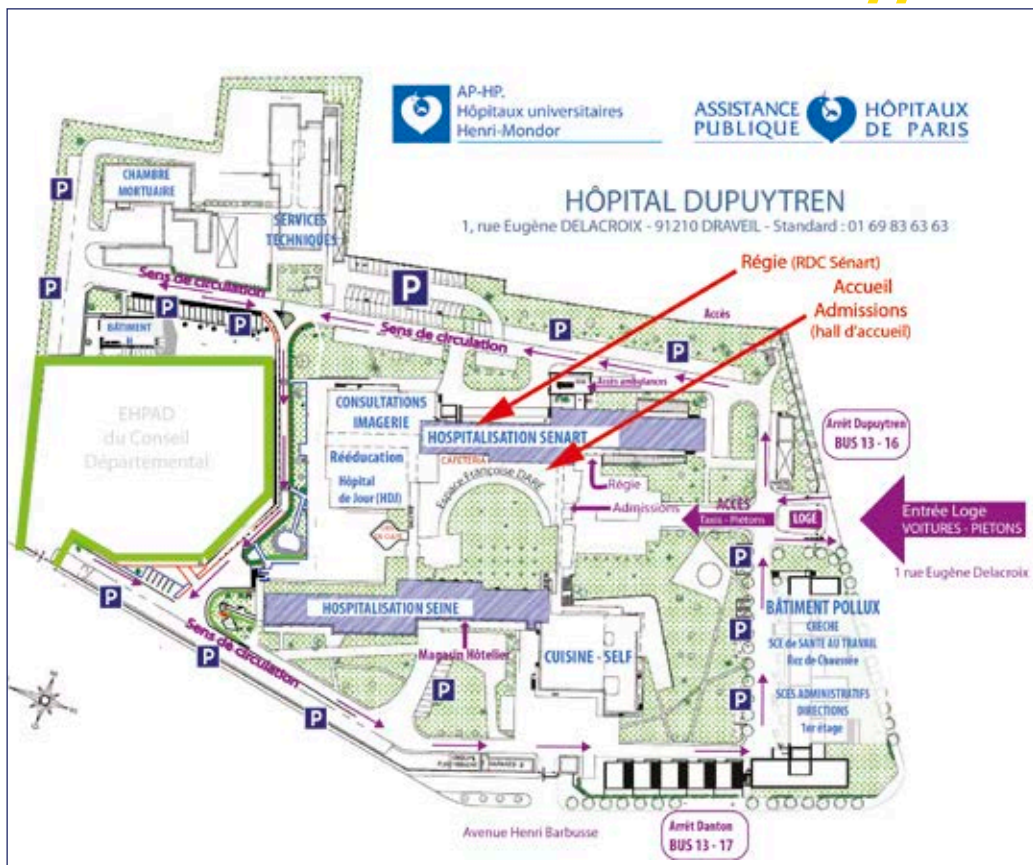 AP-HP.
Hôpitaux universitaires
Henri-Mondor
ASSISTANCE PUBLIQUE
HÔPITAUX DE PARIS
HÔPITAL DUPUYTREN
1, rue Eugène DELACROIX - 91210 DRAVEIL - Standard : 01 69 83 63 63
Régie (RDC Sénart)
Accueil
Admissions
(hall d'accueil)
CHAMBRE
MORTUAIRE
SERVICES
TECHNIQUES
P
P
P
P
P
P
P
Sens de circulation
Sens de circulation
Accès
BÂTIMENT
Accès ambulances
EHPAD
du Conseil
Départemental
CONSULTATIONS
IMAGERIE
HOSPITALISATION SENART
CAFETERIA
Rééducation
Hôpital
de Jour (HDJ)
Espace Françoise DARE
Régie
Admissions
ACCÈS
Taxis - Piétons
LOGE
Arrêt Dupuytren
BUS 13 - 16
Entrée Loge
VOITURES - PIETONS
1 rue Eugène Delacroix
HOSPITALISATION SEINE
Magasin Hôtelier
CUISINE - SELF
BÂTIMENT POLLUX
CRÈCHE
SCE de SANTE AU TRAVAIL
Rez de Chaussée
SCES ADMINISTRATIFS
DIRECTIONS
1er étage
P
P
P
P
P
P
P
Sens de circulation
Avenue Henri Barbusse
Arrêt Danton
BUS 13 - 17